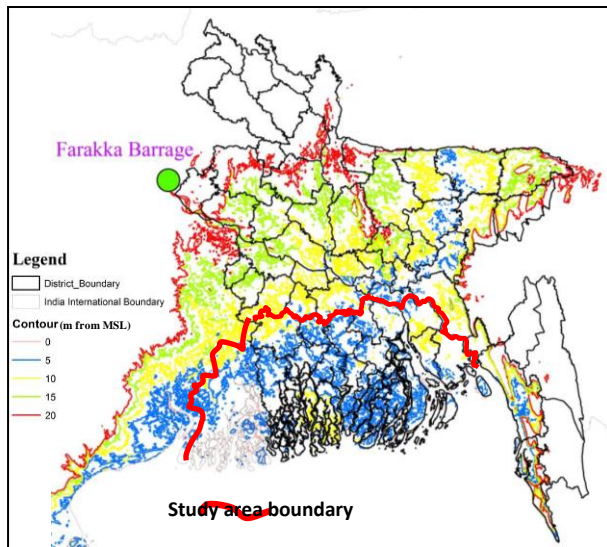 Farakka Barrage
Legend
District_Boundary
India International Boundary
Contour(m from MSL)
0
5
10
15
20
Study area boundary